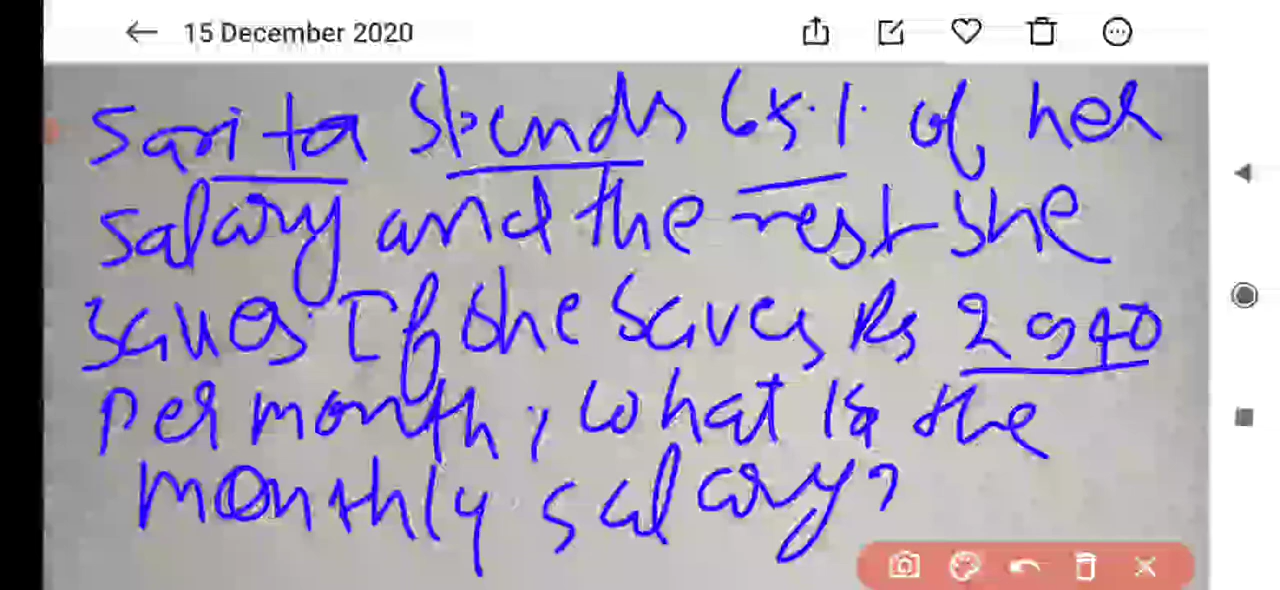 15 December 2020
Sarita spends 65% of her
salary and the rest she
saves. If she saves Rs 2940
per month, what is the
monthly salary?